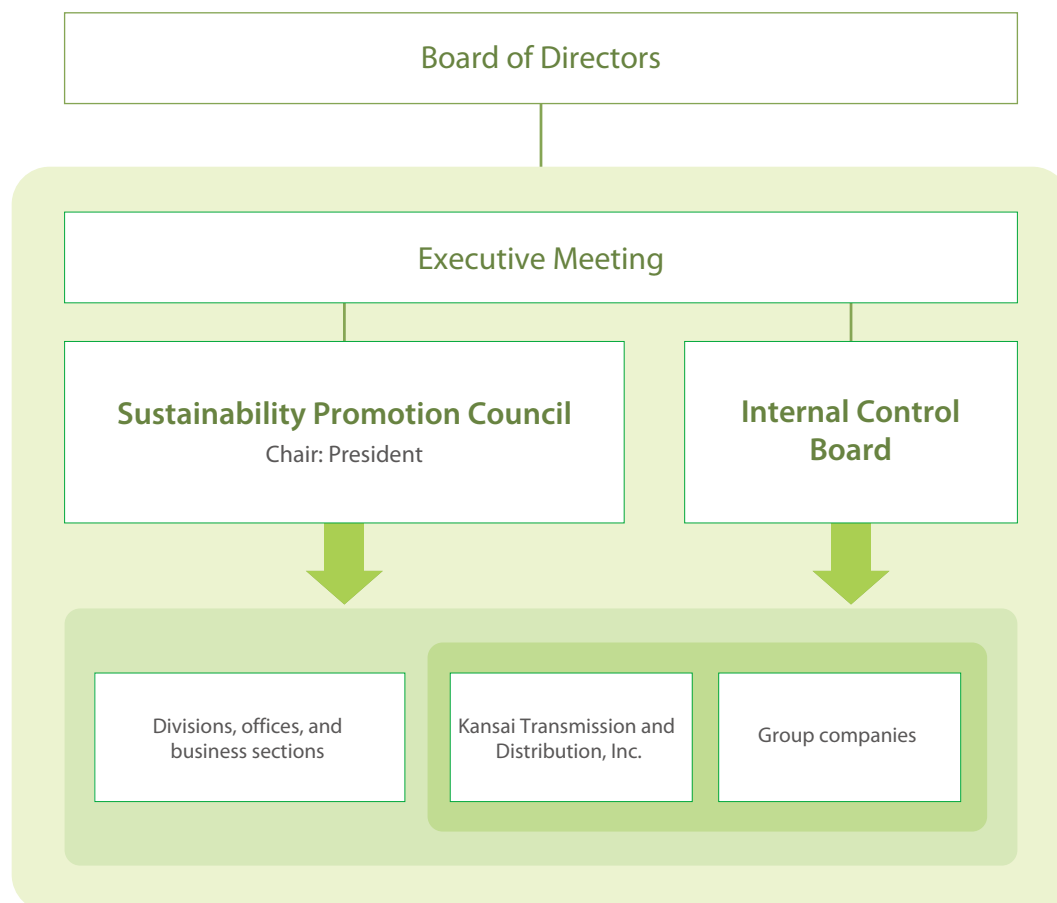 Board of Directors
Executive Meeting
Sustainability Promotion Council
Chair: President
Internal Control
Board
Divisions, offices, and
business sections
Kansai Transmission and
Distribution, Inc.
Group companies